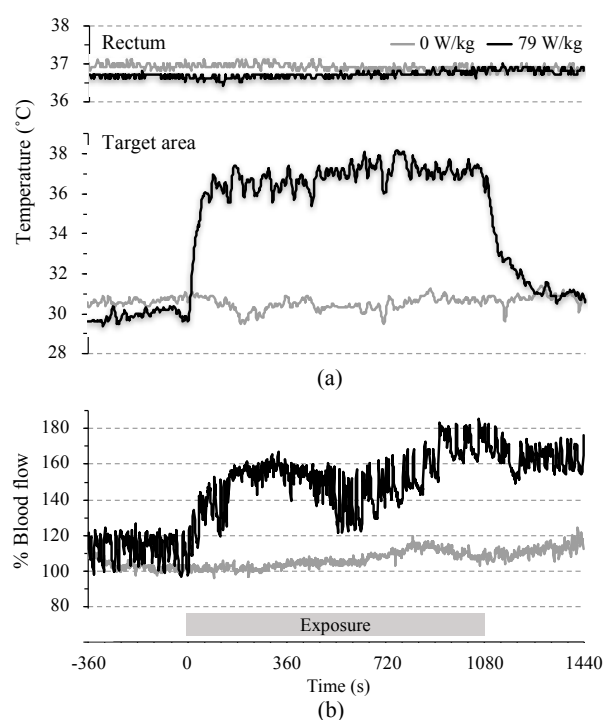 Rectum
0 W/kg 79 W/kg
38
37
36
Target area
38
36
34
32
30
28
Temperature (˚C)
(a)
180
160
140
120
100
80
% Blood flow
Exposure
-360 0 360 720 1080 1440
Time (s)
(b)